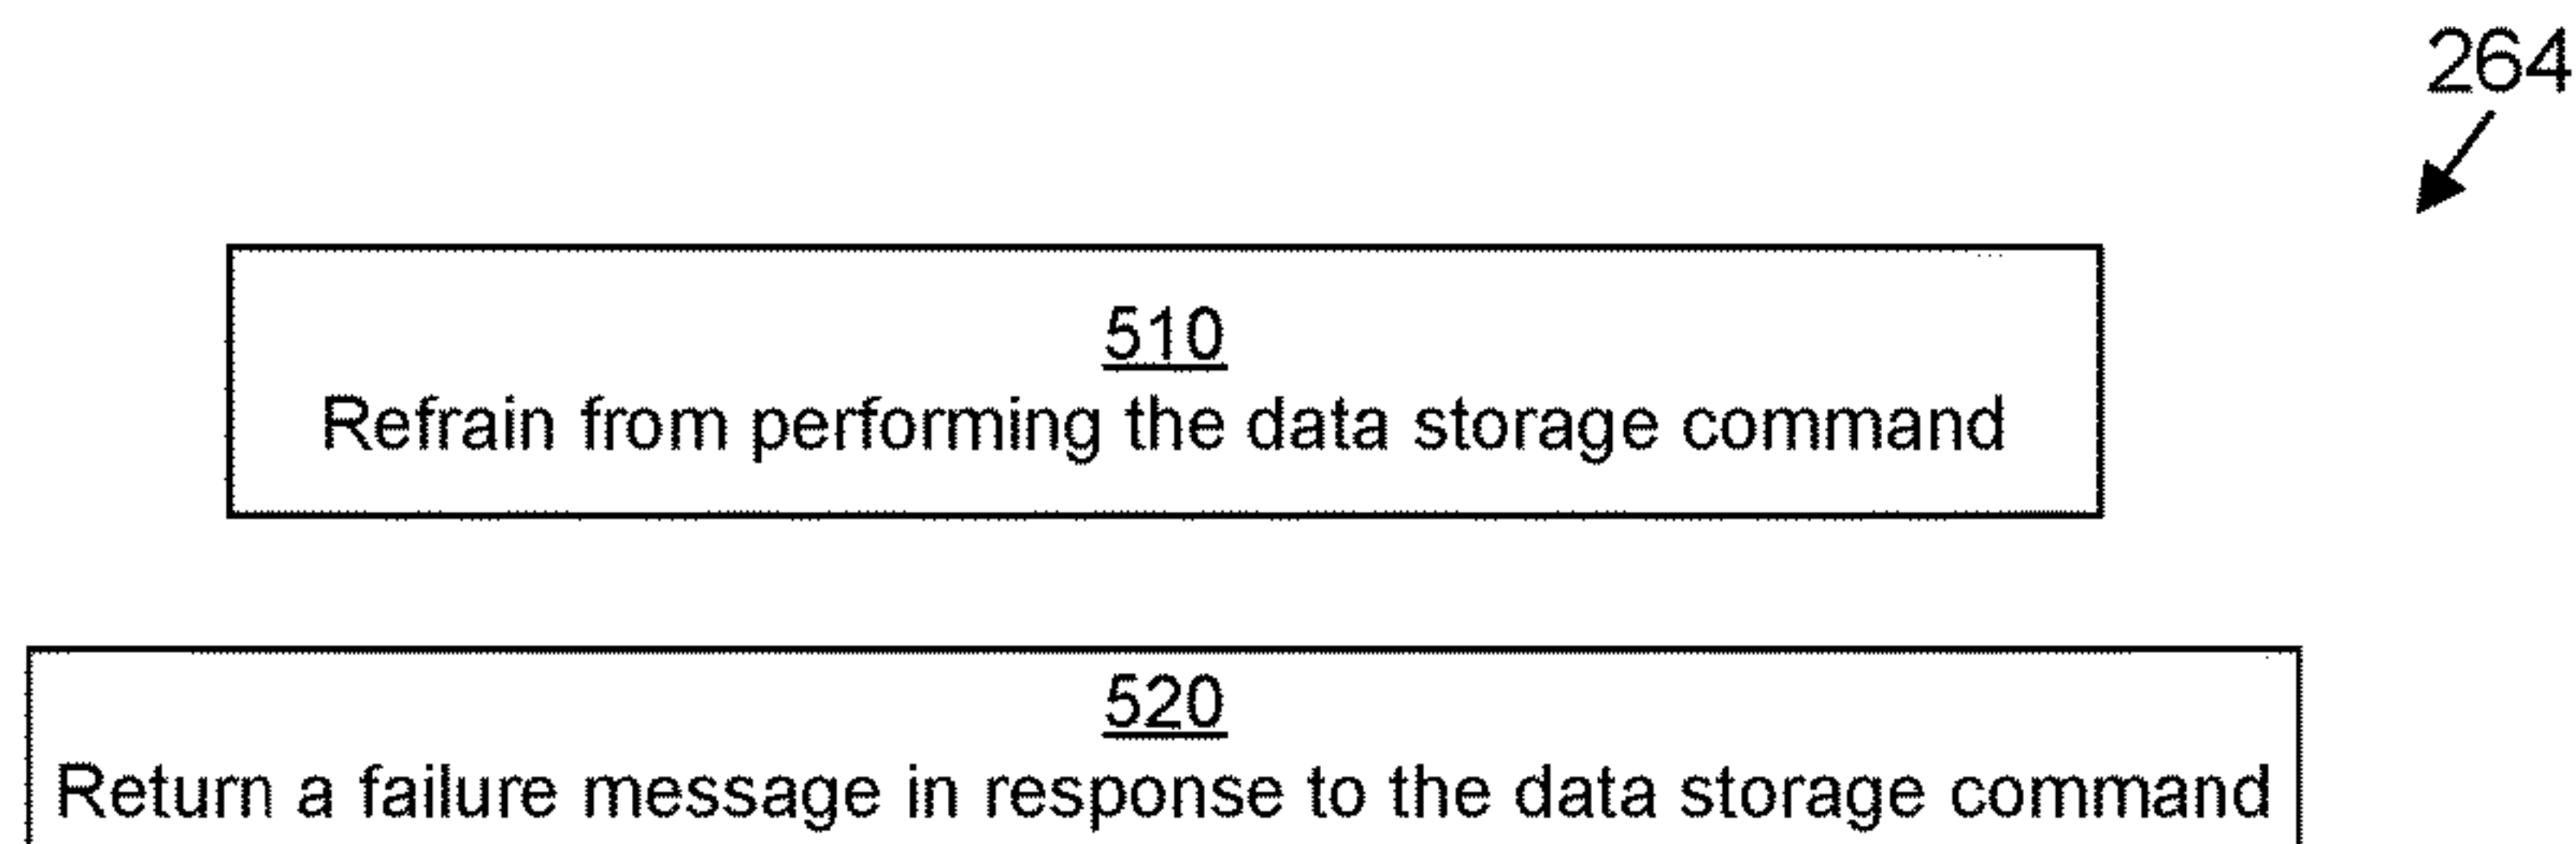 264
510
Refrain from performing the data storage command
520
Return a failure message in response to the data storage command